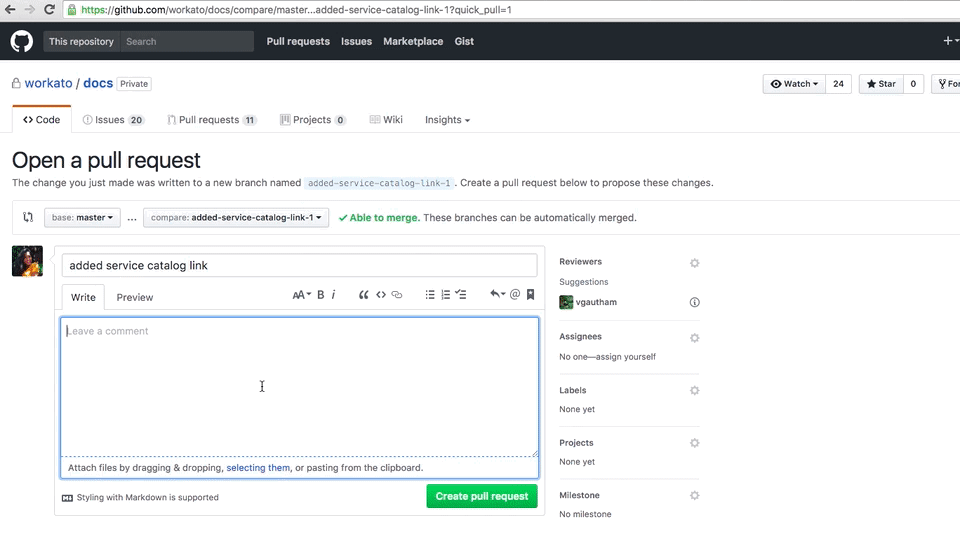 https://github.com/workato/docs/compare/master...added-service-catalog-link-1?quick_pull=1
This repository Search Pull requests Issues Marketplace Gist
workato / docs Private Watch 24 Star 0
Code Issues 20 Pull requests 11 Projects 0 Wiki Insights
Open a pull request
The change you just made was written to a new branch named added-service-catalog-link-1. Create a pull request below to propose these changes.
base: master ... compare: added-service-catalog-link-1 Able to merge. These branches can be automatically merged.
added service catalog link
Write Preview AA B i
Leave a comment
Attach files by dragging & dropping, selecting them, or pasting from the clipboard.
Styling with Markdown is supported
Create pull request
Reviewers
Suggestions
vgautham
Assignees
No one—assign yourself
Labels
None yet
Projects
None yet
Milestone
No milestone